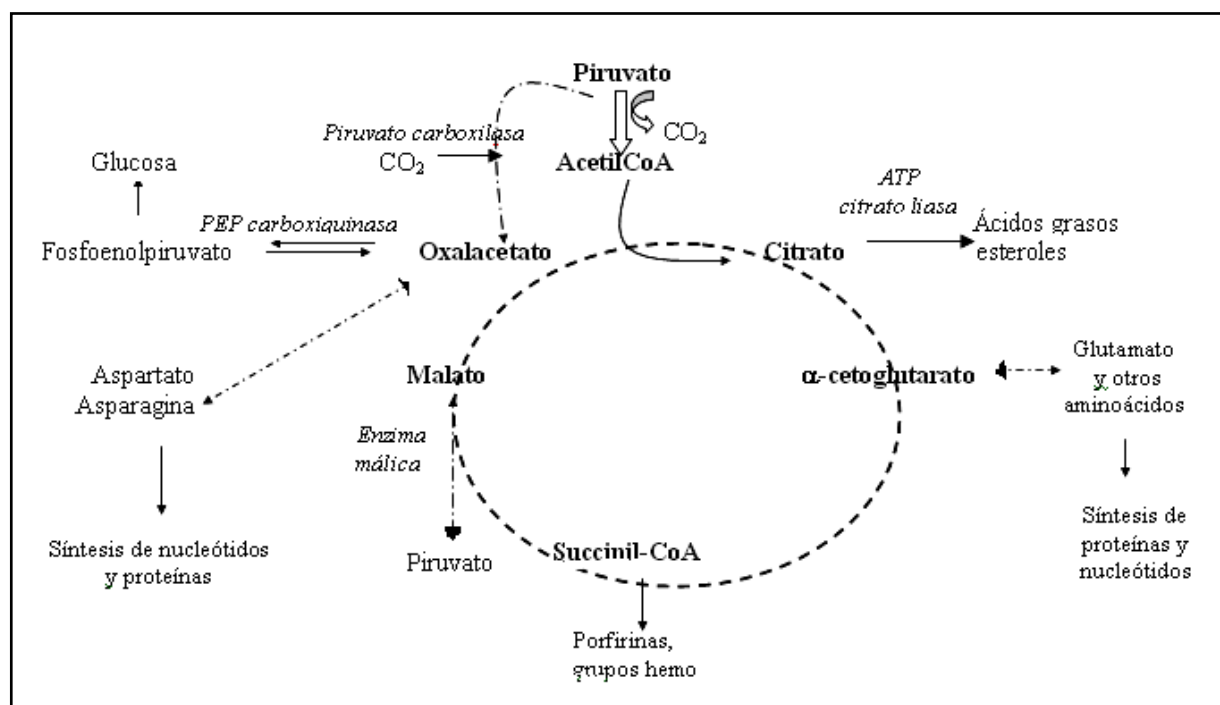 Piruvato
CO2
AcetilCoA
Piruvato carboxilasa
CO2
Glucosa
PEP carboxiquinasa
Fosfoenolpiruvato
Oxalacetato
Citrato
ATP
citrato liasa
Ácidos grasos
esteroles
Aspartato
Asparagina
Malato
α-cetoglutarato
Glutamato
y otros
aminoácidos
Enzima
málica
Síntesis de nucleótidos
y proteínas
Piruvato
Succinil-CoA
Síntesis de
proteínas y
nucleótidos
Porfirinas,
grupos hemo